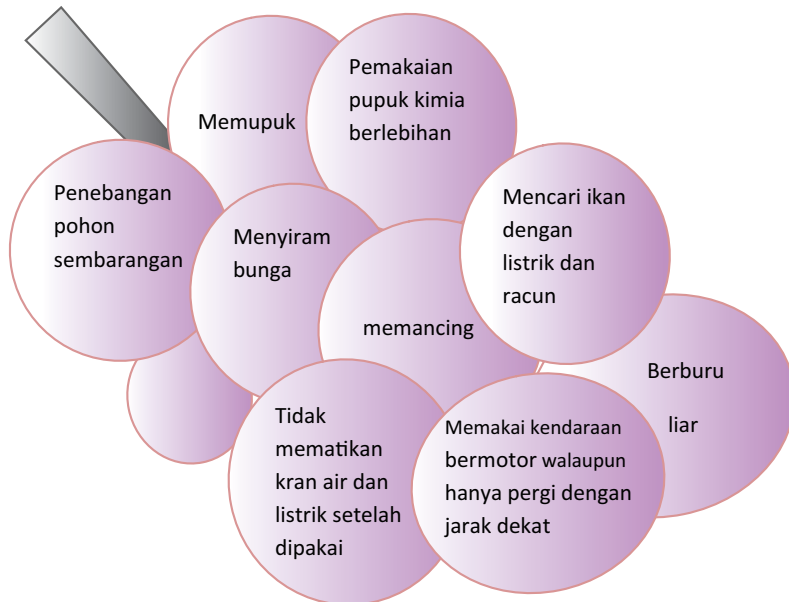 Memupuk
Pemakaian
pupuk kimia
berlebihan
Penebangan
pohon
sembarangan
Menyiram
bunga
Mencari ikan
dengan
listrik dan
racun
memancing
Berburu
liar
Tidak
mematikan
kran air dan
listrik setelah
dipakai
Memakai kendaraan
bermotor walaupun
hanya pergi dengan
jarak dekat